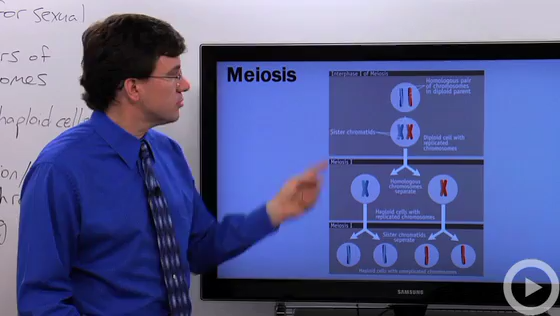 for sexual
rs of
omes
haploid cell
Meiosis
Interphase I of Meiosis
Homologous pair
of chromosomes
in diploid parent
Sister chromatids
Diploid cell with
replicated
chromosomes
Meiosis I
Homologous
chromosomes
separate
Haploid cells with
replicated chromosomes
Meiosis I
Sister chromatids
separate
Haploid cells with unreplicated chromosomes
SAMSUNG